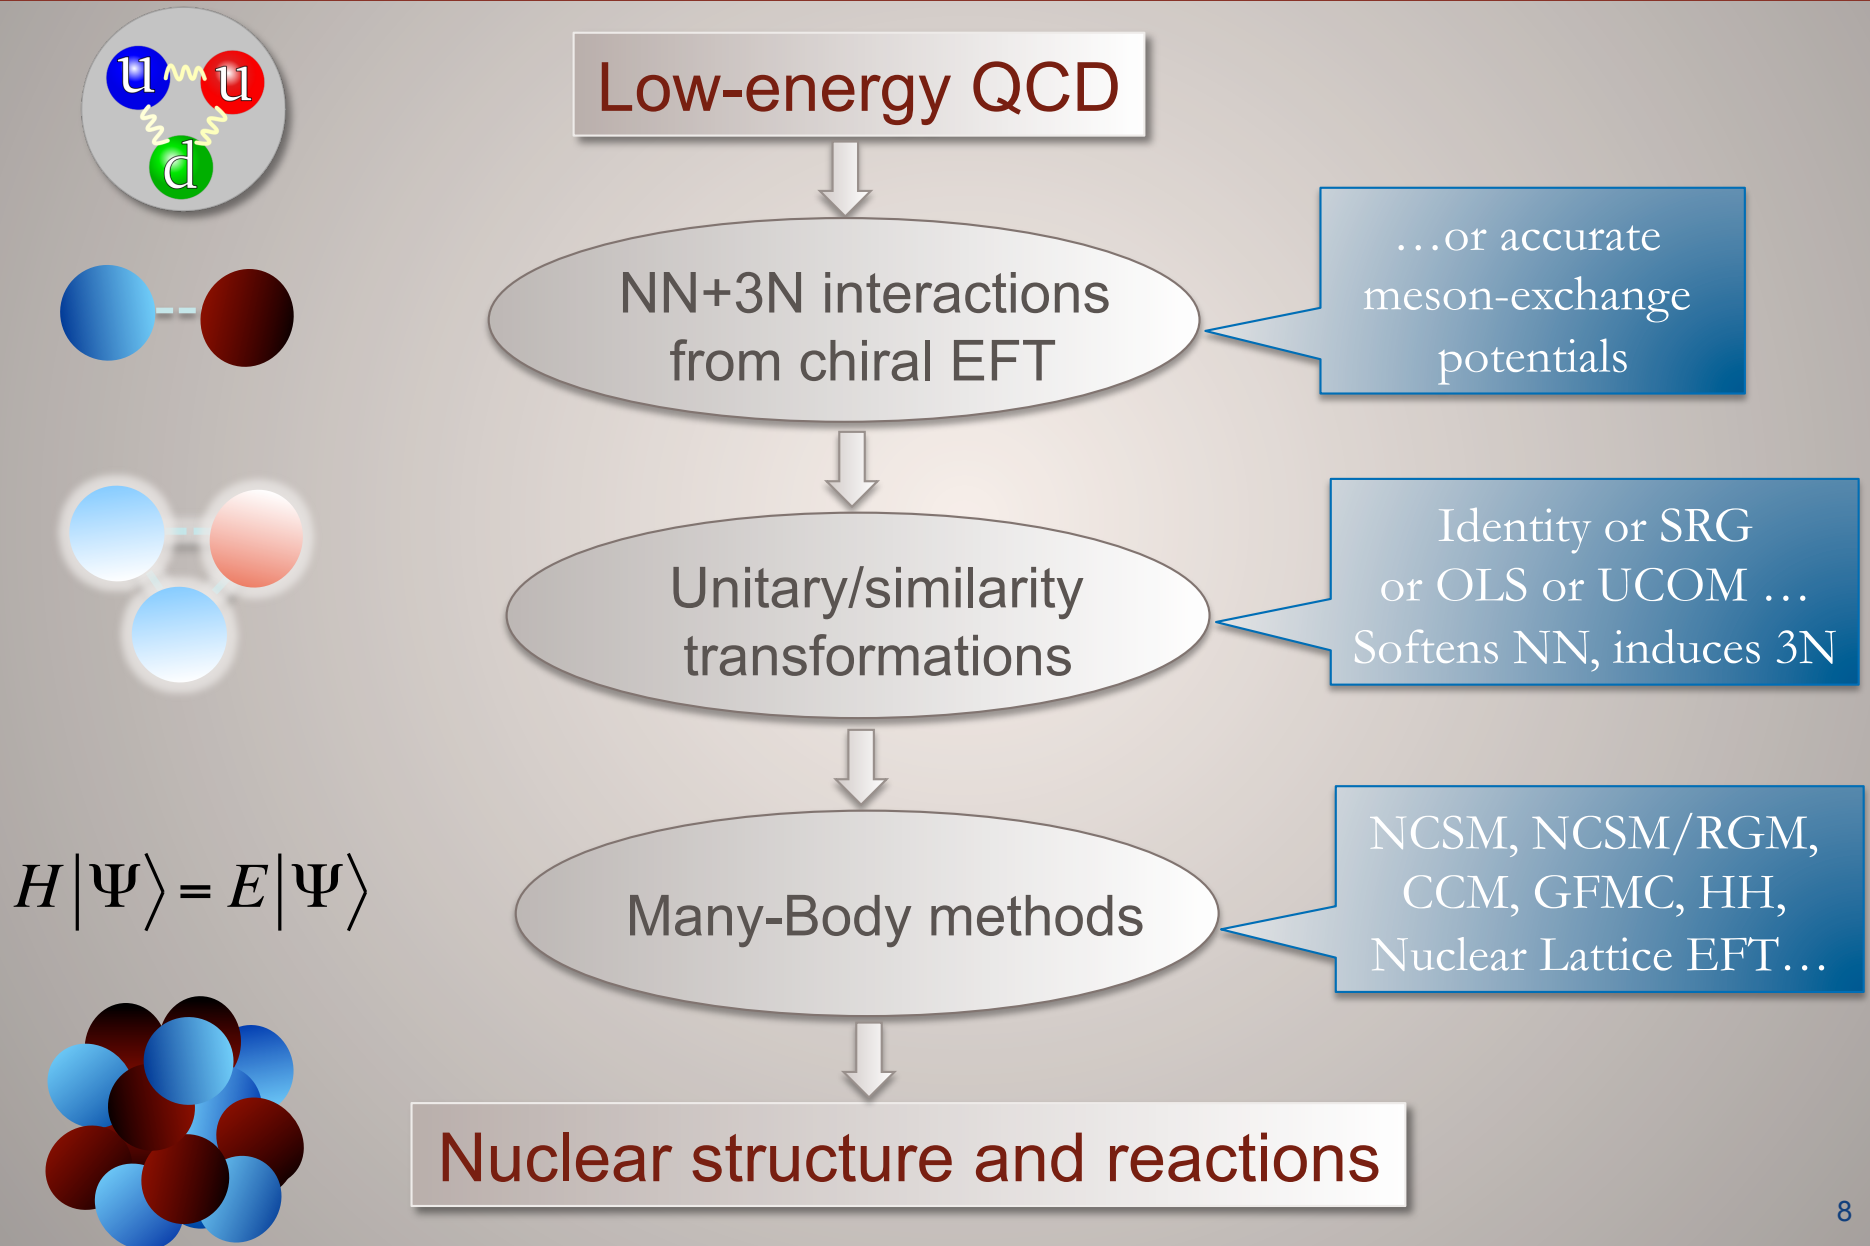 u u
d
Low-energy QCD
NN+3N interactions
from chiral EFT
…or accurate
meson-exchange
potentials
Unitary/similarity
transformations
Identity or SRG
or OLS or UCOM …
Softens NN, induces 3N
H|Ψ⟩ = E|Ψ⟩
Many-Body methods
NCSM, NCSM/RGM,
CCM, GFMC, HH,
Nuclear Lattice EFT…
Nuclear structure and reactions
8